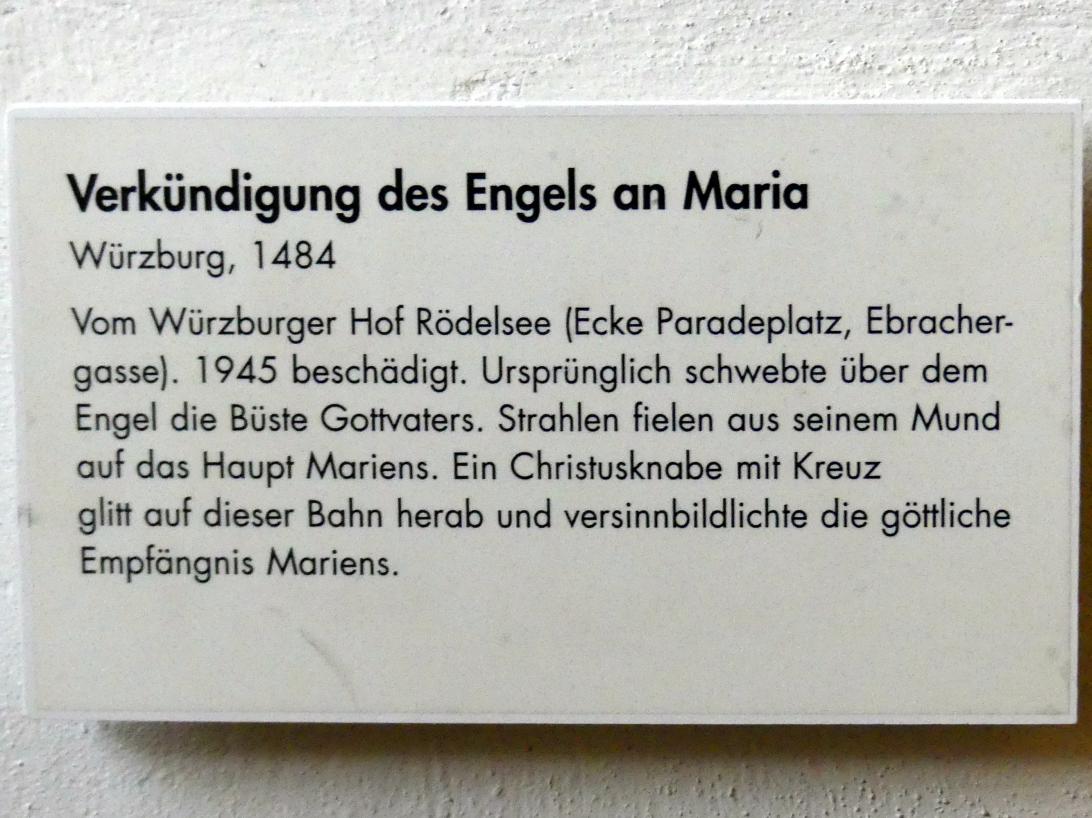 Verkündigung des Engels an Maria
Würzburg, 1484
Vom Würzburger Hof Rödelsee (Ecke Paradeplatz, Ebracher-
gasse). 1945 beschädigt. Ursprünglich schwebte über dem
Engel die Büste Gottvaters. Strahlen fielen aus seinem Mund
auf das Haupt Mariens. Ein Christusknabe mit Kreuz
glitt auf dieser Bahn herab und versinnbildlichte die göttliche
Empfängnis Mariens.